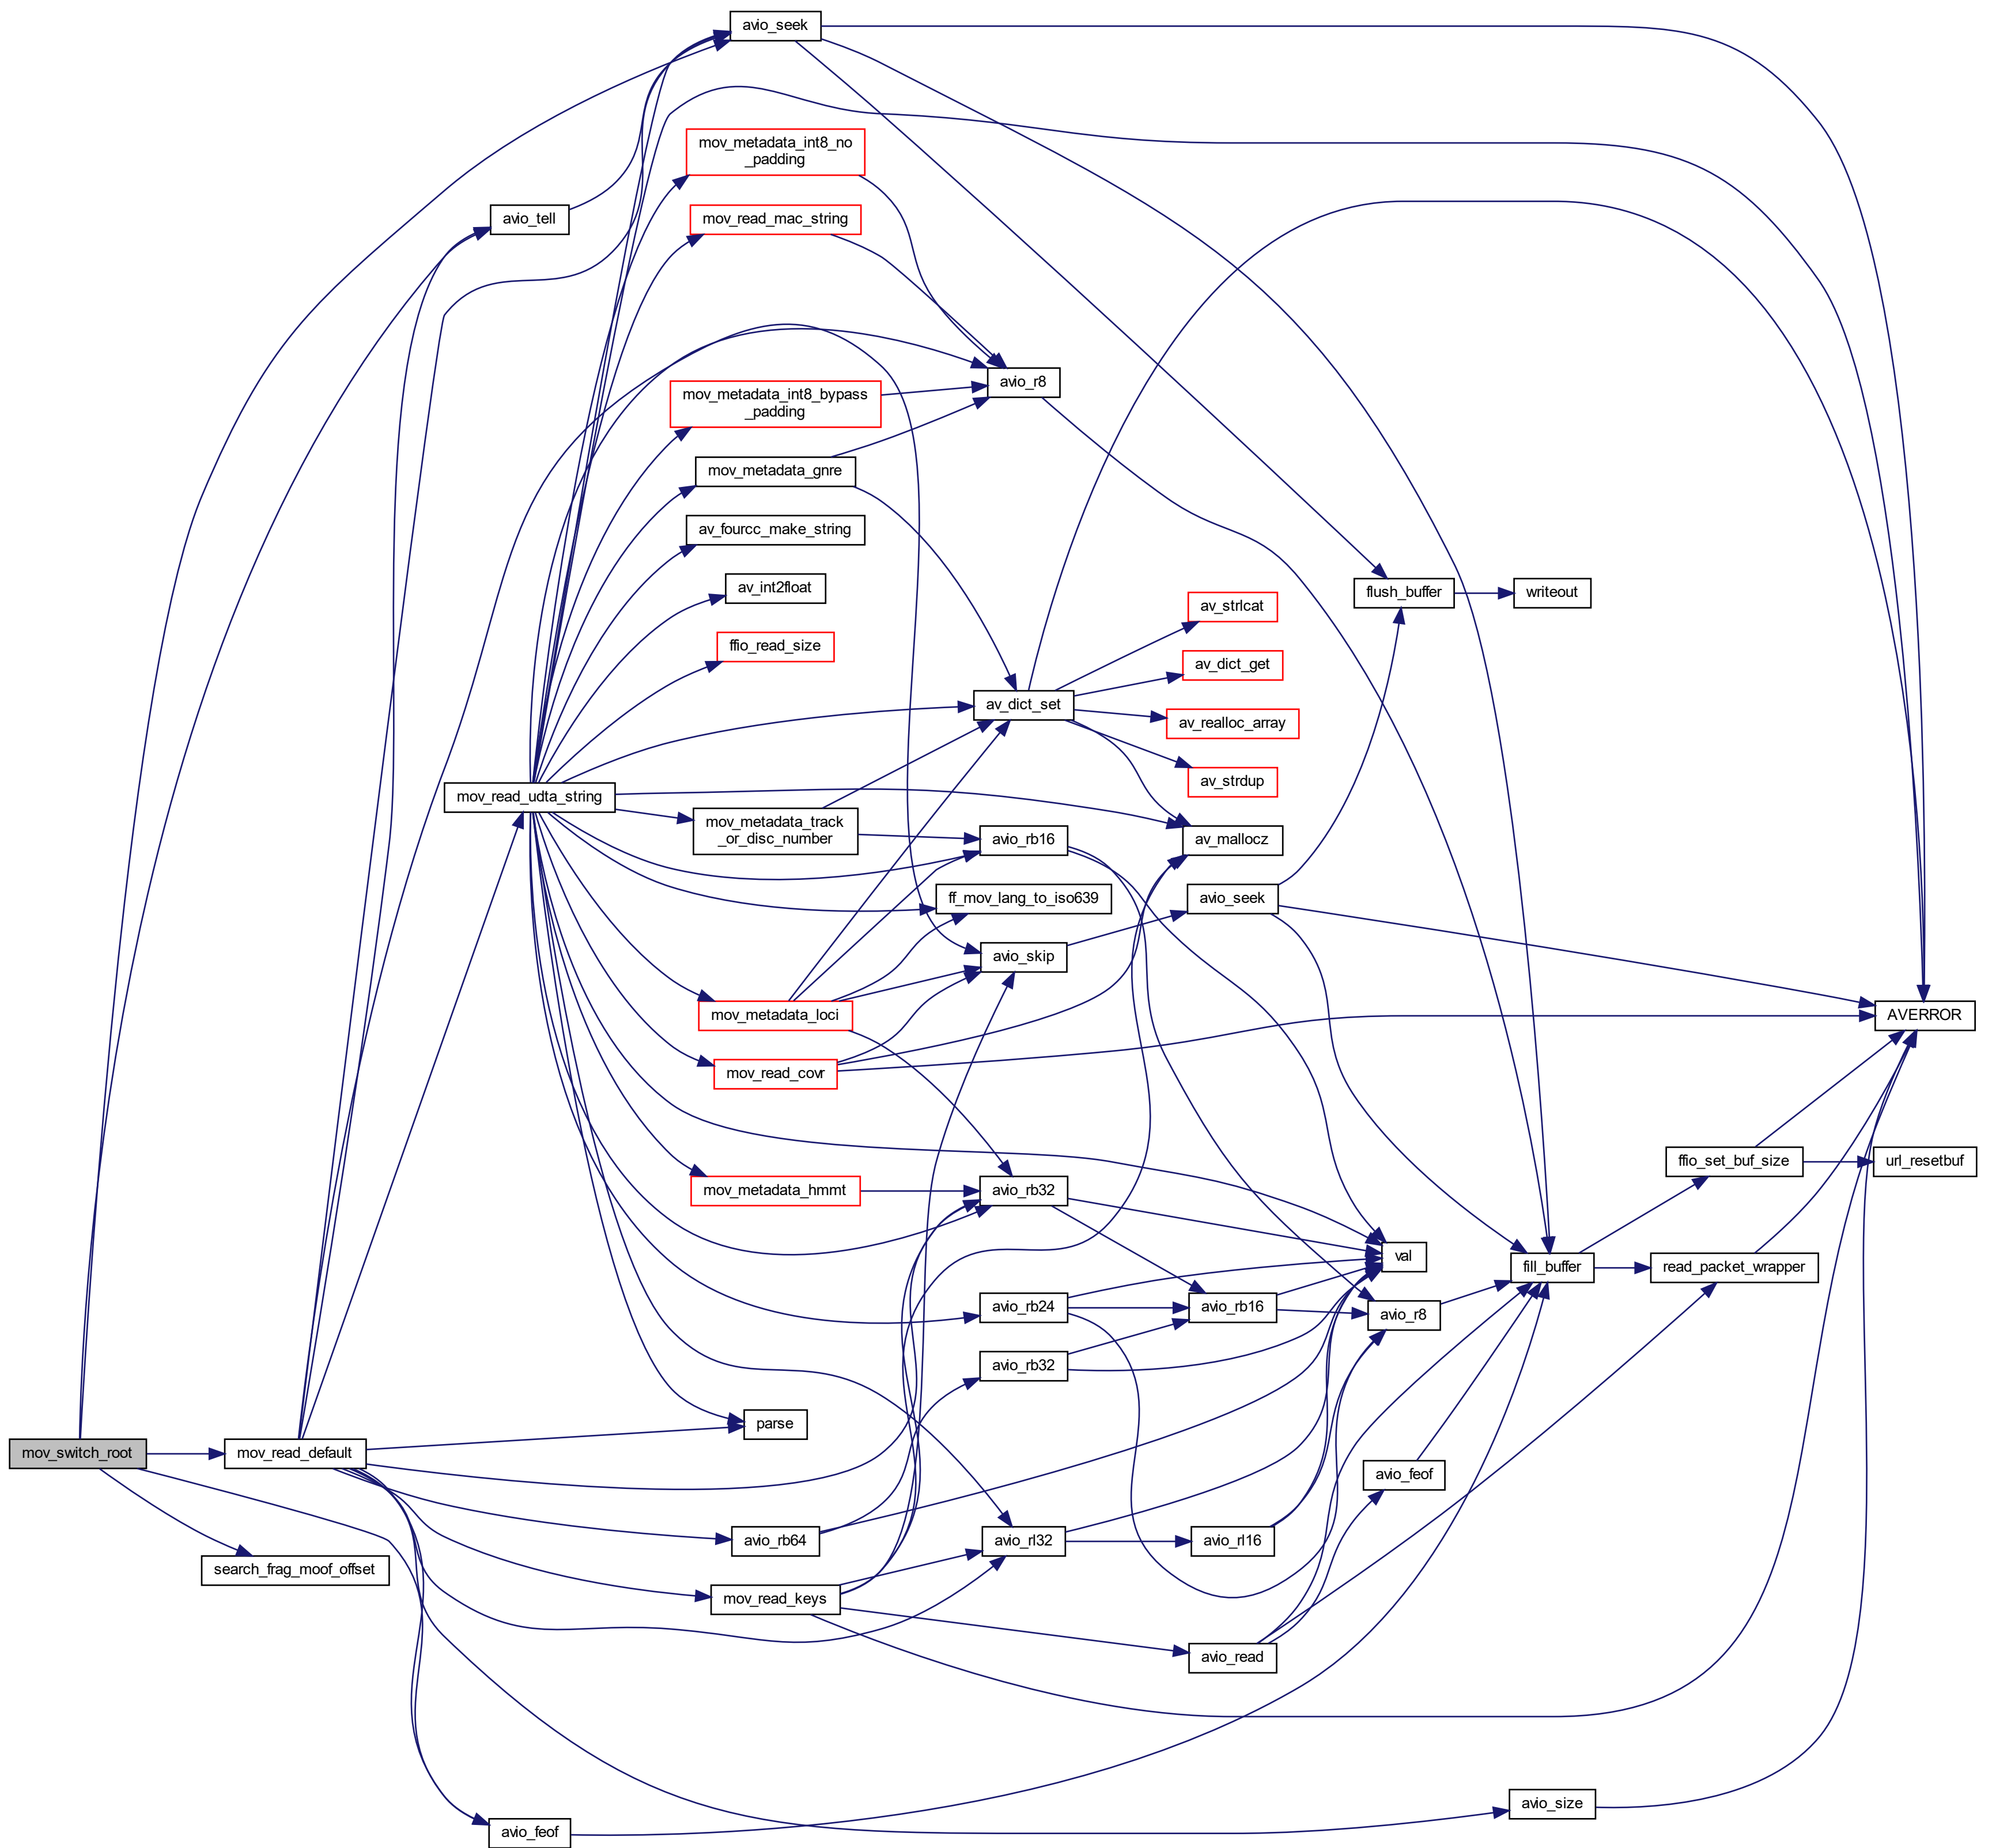 avio_seek
mov_metadata_int8_no
_padding
avio_tell
mov_read_mac_string
avio_r8
mov_metadata_int8_bypass
_padding
mov_metadata_gnre
av_fourcc_make_string
av_int2float
flush_buffer
writeout
av_strlcat
ffio_read_size
av_dict_get
av_dict_set
av_realloc_array
av_strdup
mov_read_udta_string
mov_metadata_track
_or_disc_number
avio_rb16
av_mallocz
ff_mov_lang_to_iso639
avio_seek
avio_skip
mov_metadata_loci
AVERROR
mov_read_covr
ffio_set_buf_size
url_resetbuf
mov_metadata_hmmt
avio_rb32
val
fill_buffer
read_packet_wrapper
avio_rb24
avio_rb16
avio_r8
avio_rb32
parse
mov_switch_root
mov_read_default
avio_feof
avio_rb64
avio_rl32
avio_rl16
search_frag_moof_offset
mov_read_keys
avio_read
avio_size
avio_feof